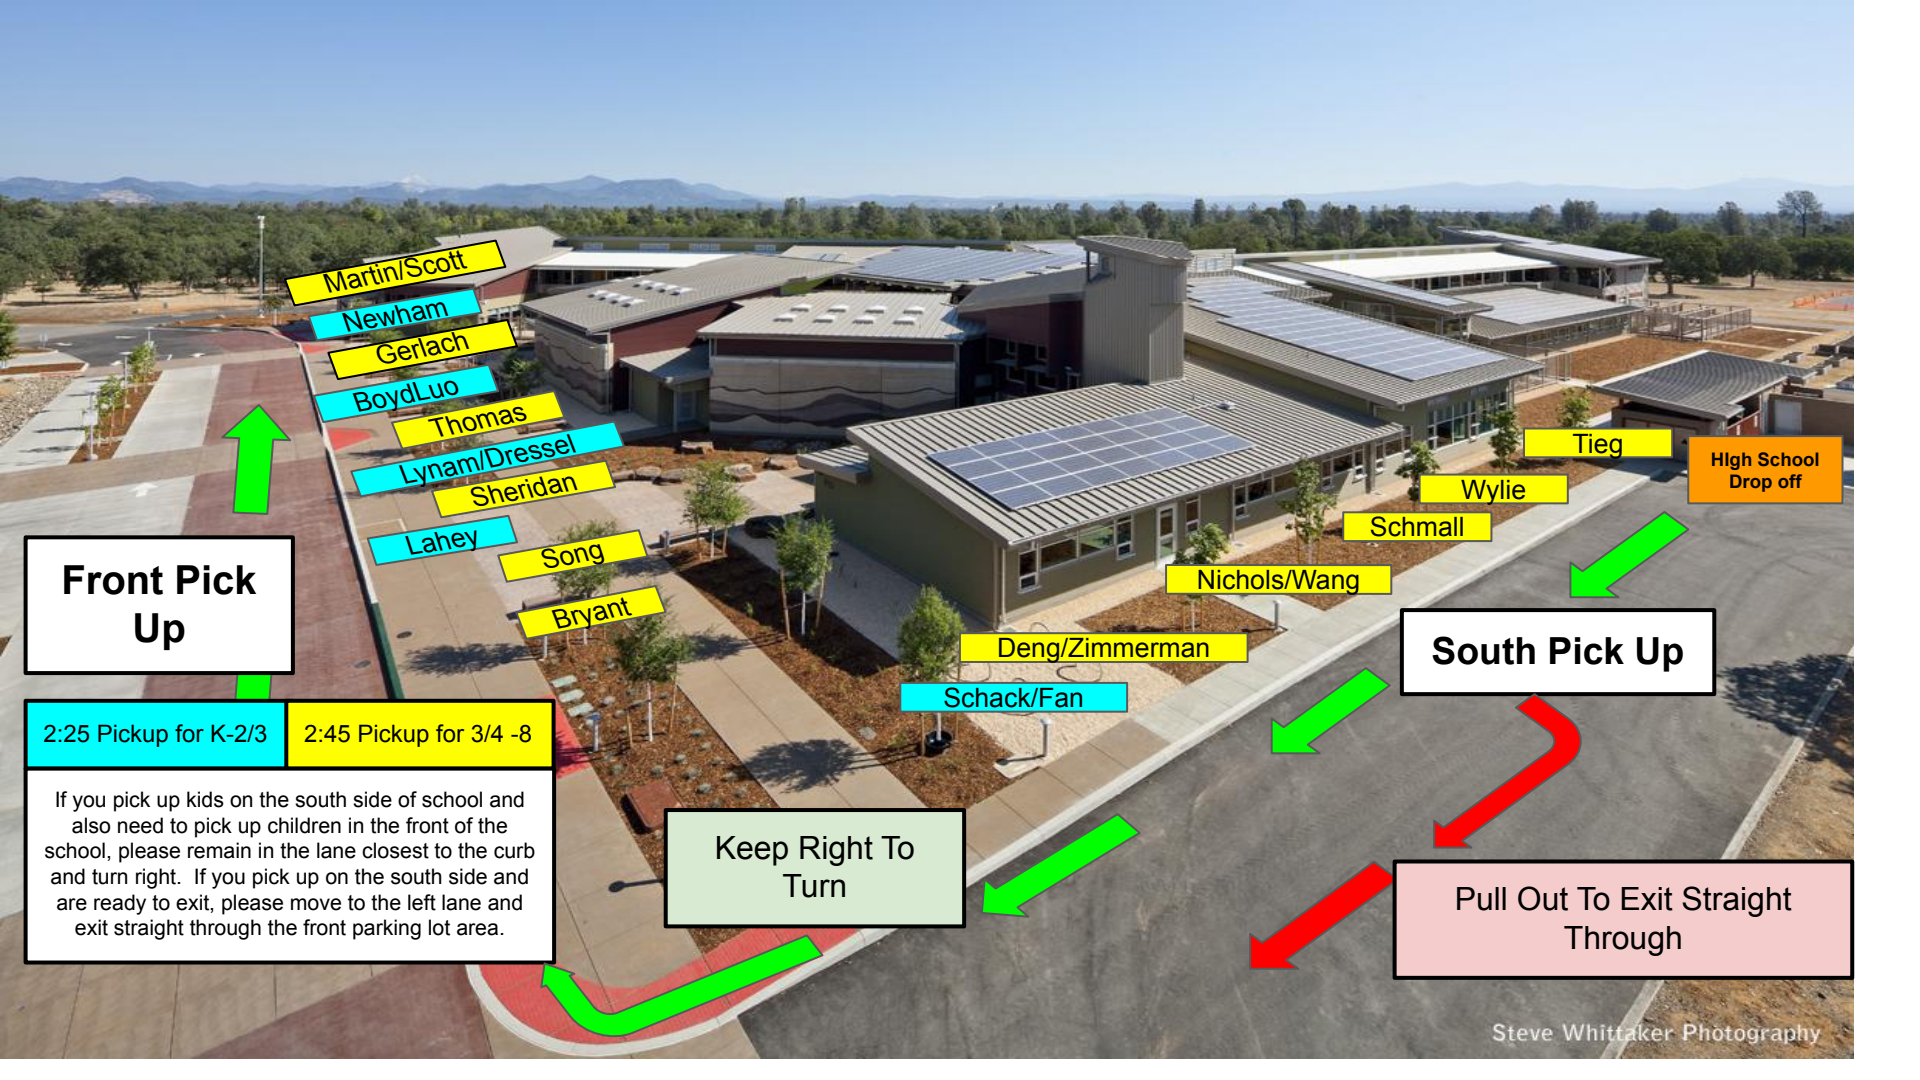 Martin/Scott
Newham
Gerlach
BoydLuo
Thomas
Lynam/Dressel
Sheridan
Lahey
Song
Bryant
Tieg
HIgh School
Drop off
Wylie
Schmall
Nichols/Wang
Deng/Zimmerman
Schack/Fan
Front Pick
Up
South Pick Up
2:25 Pickup for K-2/3
2:45 Pickup for 3/4 -8
If you pick up kids on the south side of school and
also need to pick up children in the front of the
school, please remain in the lane closest to the curb
and turn right.  If you pick up on the south side and
are ready to exit, please move to the left lane and
exit straight through the front parking lot area.
Keep Right To
Turn
Pull Out To Exit Straight
Through
Steve Whittaker Photography